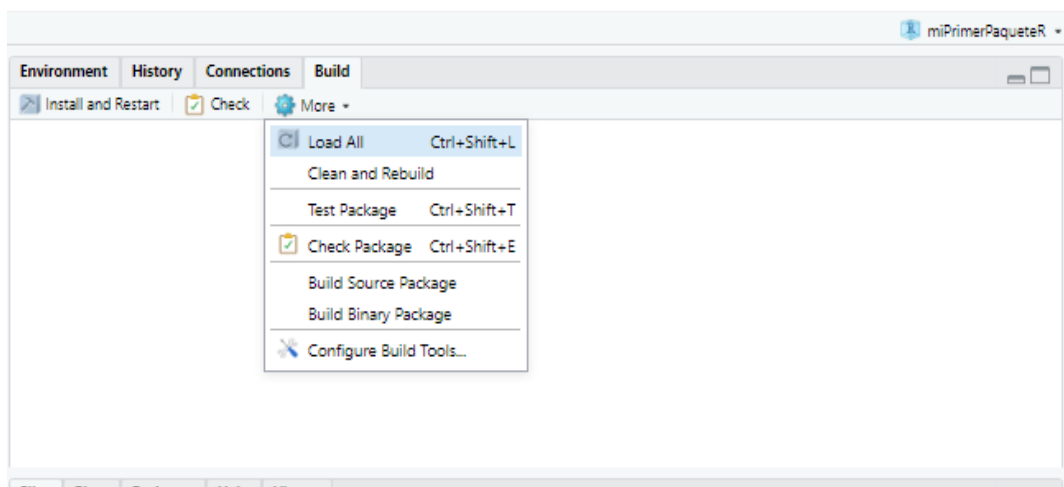 miPrimerPaqueteR
Environment History Connections Build
Install and Restart Check More
Load All Ctrl+Shift+L
Clean and Rebuild
Test Package Ctrl+Shift+T
Check Package Ctrl+Shift+E
Build Source Package
Build Binary Package
Configure Build Tools...